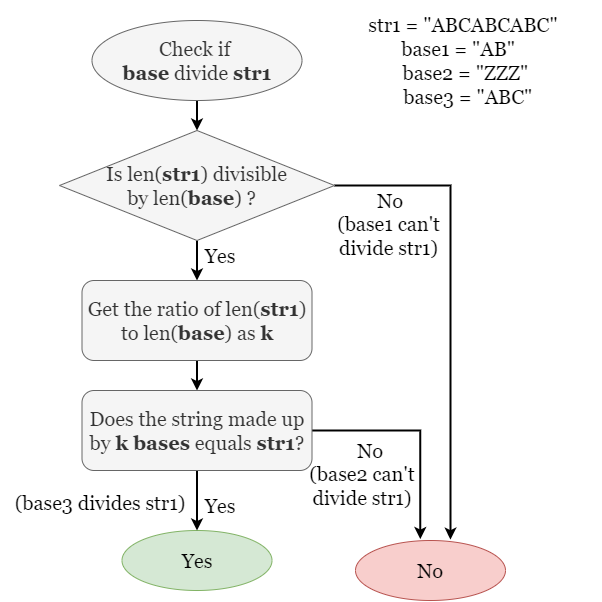 str1 = "ABCABCABC"
base1 = "AB"
base2 = "ZZZ"
base3 = "ABC"
Check if
base divide str1
Is len(str1) divisible
by len(base) ?
No
(base1 can't
divide str1)
Yes
Get the ratio of len(str1)
to len(base) as k
Does the string made up
by k bases equals str1?
No
(base2 can't
divide str1)
(base3 divides str1)
Yes
Yes
No